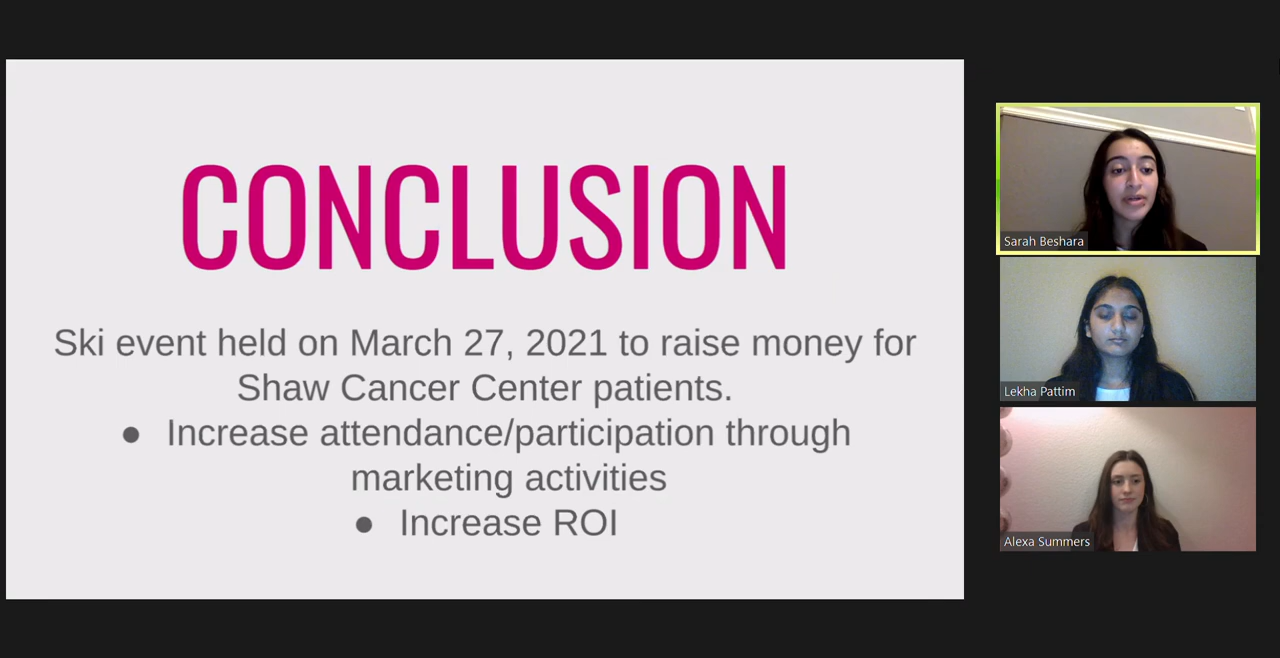 CONCLUSION
Ski event held on March 27, 2021 to raise money for
Shaw Cancer Center patients.
● Increase attendance/participation through
marketing activities
● Increase ROI
Sarah Beshara
Lekha Pattim
Alexa Summers